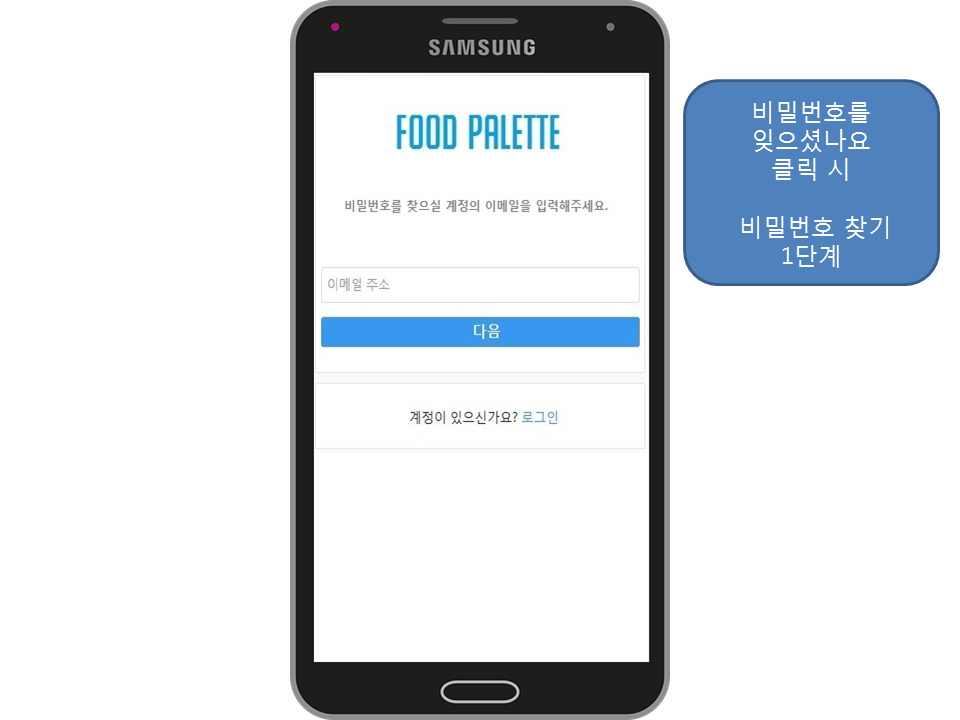 SAMSUNG
FOOD PALETTE
비밀번호를 찾으실 계정의 이메일을 입력해주세요.
이메일 주소
다음
계정이 있으신가요? 로그인
비밀번호를
잊으셨나요
클릭 시
비밀번호 찾기
1단계